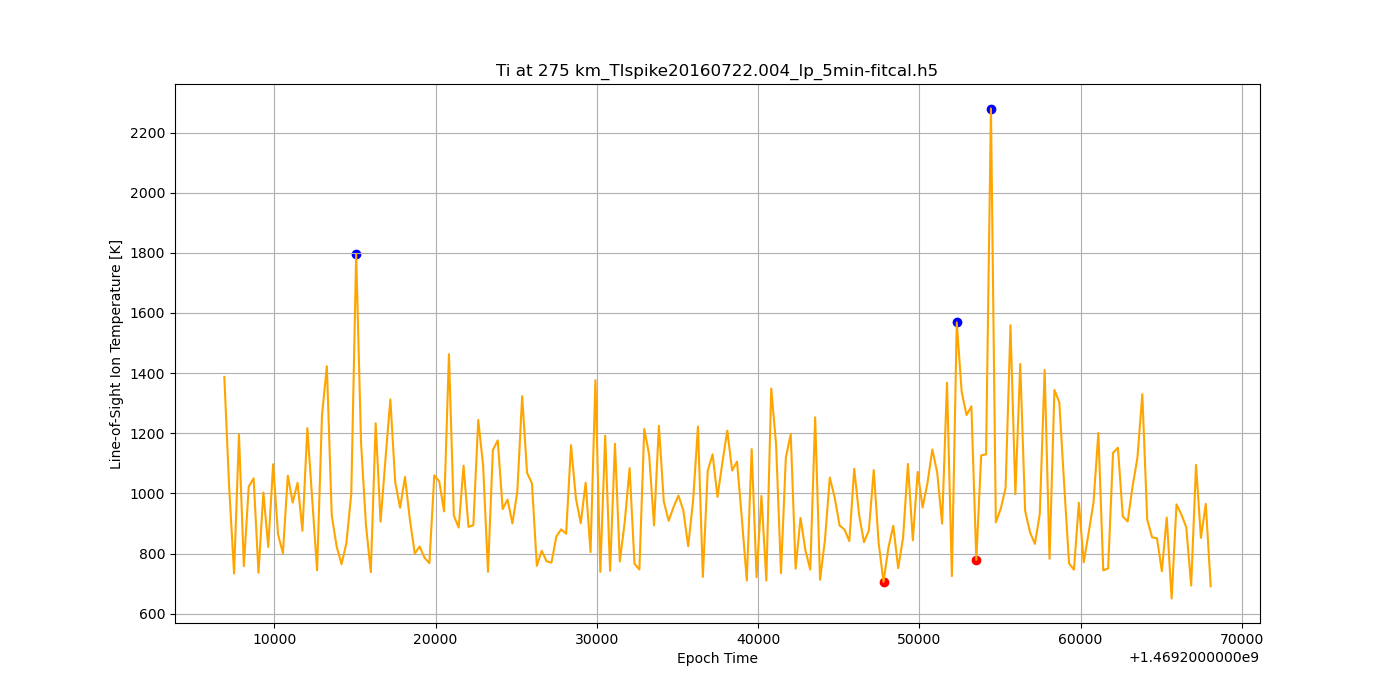 Ti at 275 km_TIspike20160722.004_lp_5min-fitcal.h5
Line-of-Sight Ion Temperature [K]
2200
2000
1800
1600
1400
1200
1000
800
600
10000 20000 30000 40000 50000 60000 70000
Epoch Time
+1.4692000000e9